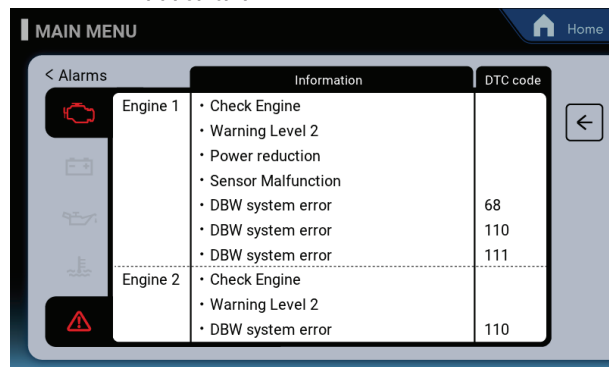 MAIN MENU
Home
< Alarms
Information DTC code
Engine 1 • Check Engine
• Warning Level 2
• Power reduction
• Sensor Malfunction
• DBW system error 68
• DBW system error 110
• DBW system error 111
Engine 2 • Check Engine
• Warning Level 2
• DBW system error 110